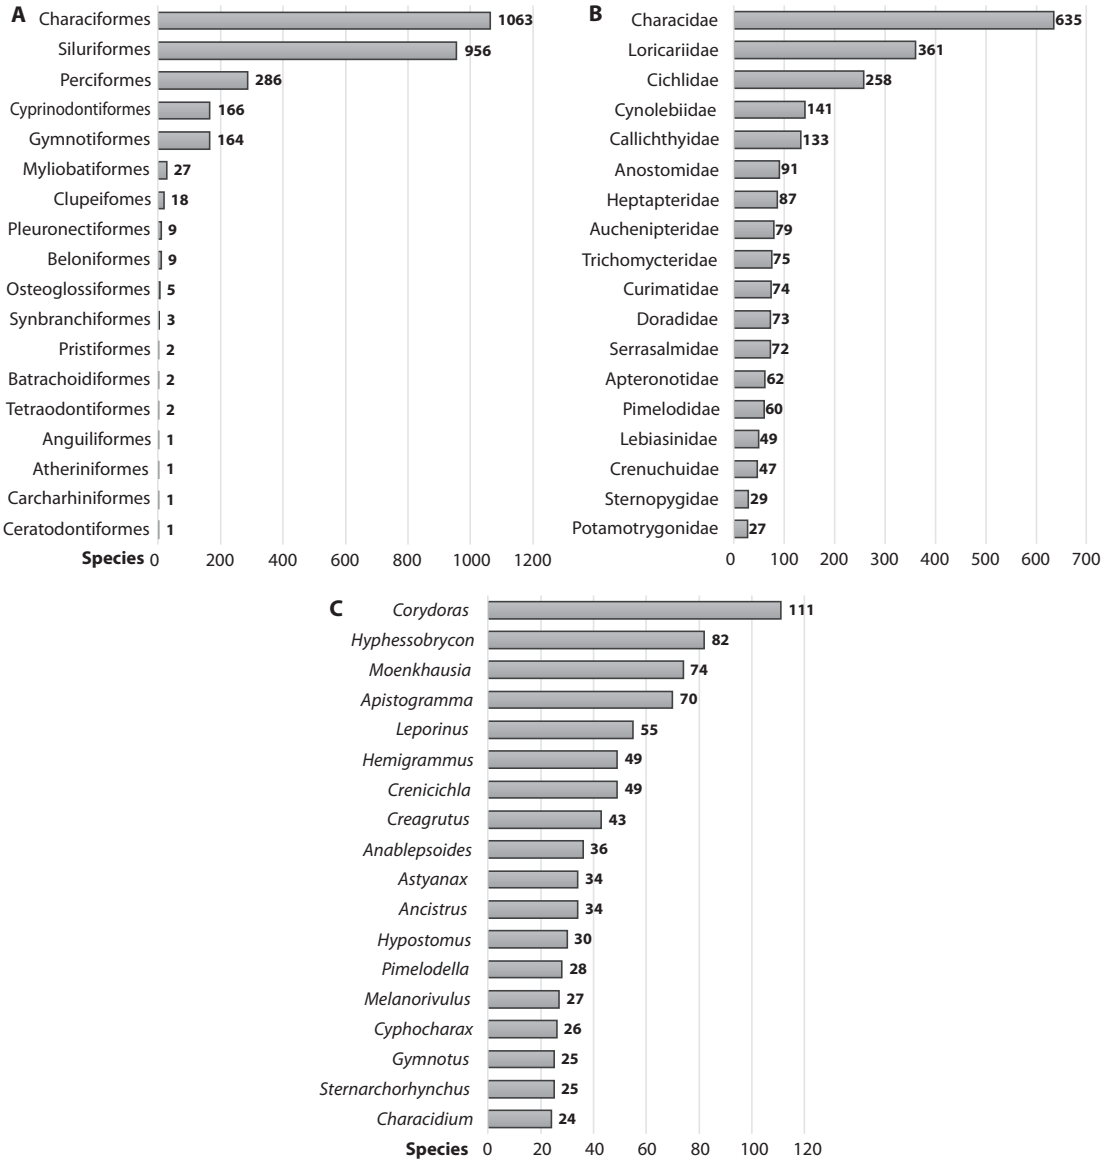 A
Characiformes 1063
Siluriformes 956
Perciformes 286
Cyprinodontiformes 166
Gymnotiformes 164
Myliobatiformes 27
Clupeifomes 18
Pleuronectiformes 9
Beloniformes 9
Osteoglossiformes 5
Synbranchiformes 3
Pristiformes 2
Batrachoidiformes 2
Tetraodontiformes 2
Anguiliformes 1
Atheriniformes 1
Carcharhiniformes 1
Ceratodontiformes 1
Species 0 200 400 600 800 1000 1200
B
Characidae 635
Loricariidae 361
Cichlidae 258
Cynolebiidae 141
Callichthyidae 133
Anostomidae 91
Heptapteridae 87
Auchenipteridae 79
Trichomycteridae 75
Curimatidae 74
Doradidae 73
Serrasalmidae 72
Apteronotidae 62
Pimelodidae 60
Lebiasinidae 49
Crenuchuidae 47
Sternopygidae 29
Potamotrygonidae 27
0 100 200 300 400 500 600 700
C
Corydoras 111
Hyphessobrycon 82
Moenkhausia 74
Apistogramma 70
Leporinus 55
Hemigrammus 49
Crenicichla 49
Creagrutus 43
Anablepsoides 36
Astyanax 34
Ancistrus 34
Hypostomus 30
Pimelodella 28
Melanorivulus 27
Cyphocharax 26
Gymnotus 25
Sternarchorhynchus 25
Characidium 24
Species 0 20 40 60 80 100 120